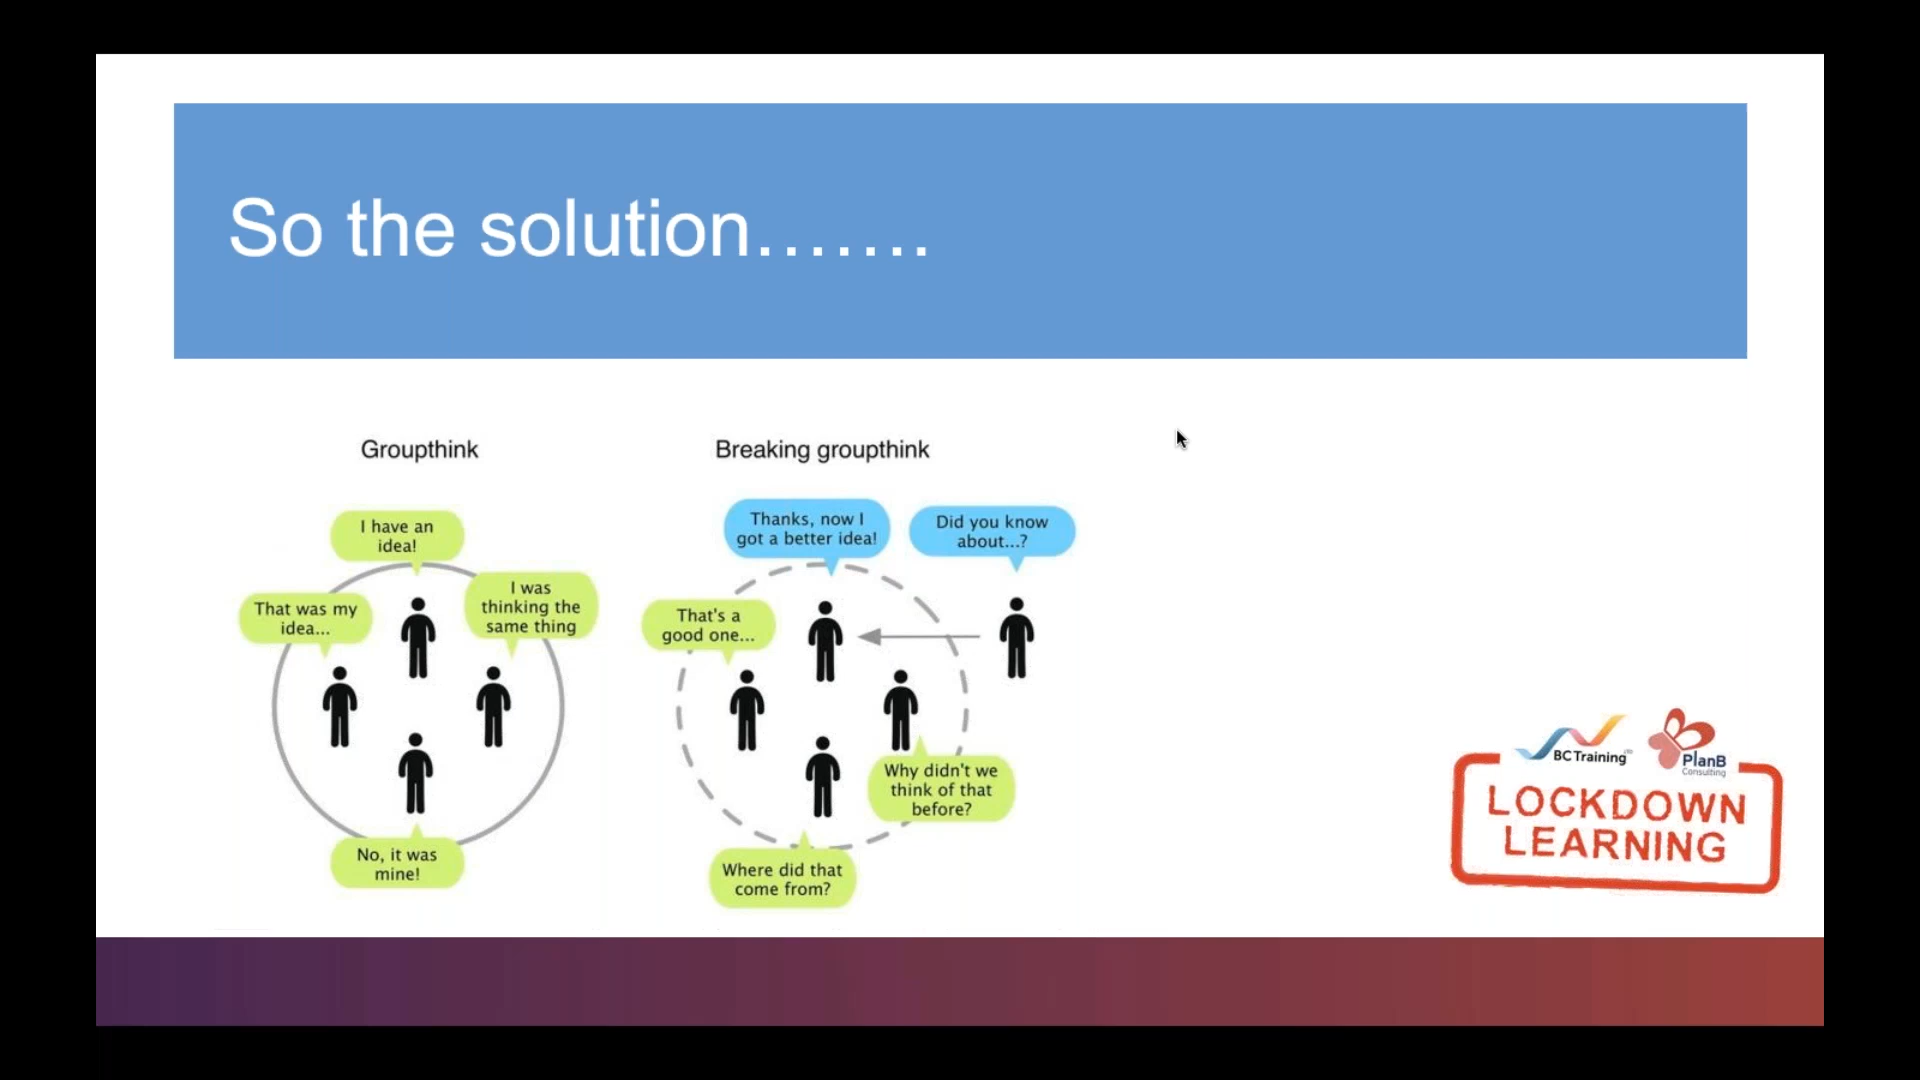 So the solution.......
Groupthink
I have an
idea!
That was my
idea...
I was
thinking the
same thing
No, it was
mine!
Breaking groupthink
Thanks, now I
got a better idea!
Did you know
about...?
That's a
good one...
Why didn't we
think of that
before?
Where did that
come from?
BC Training
PlanB
Consulting
LOCKDOWN
LEARNING